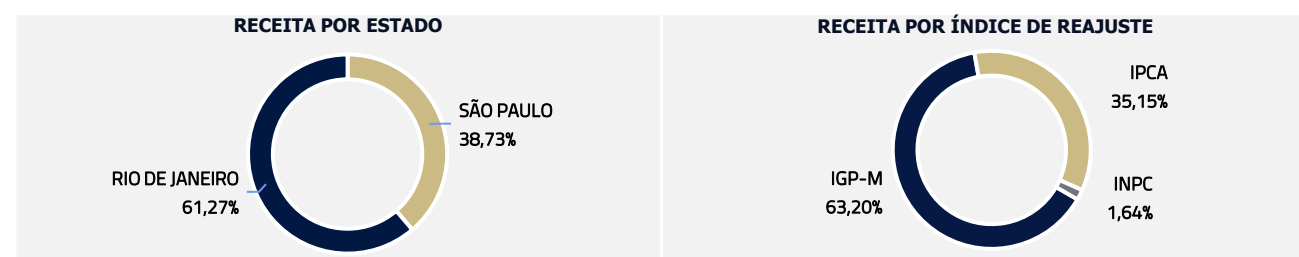 RECEITA POR ESTADO
SÃO PAULO
38,73%
RIO DE JANEIRO
61,27%
RECEITA POR ÍNDICE DE REAJUSTE
IPCA
35,15%
IGP-M
63,20%
INPC
1,64%